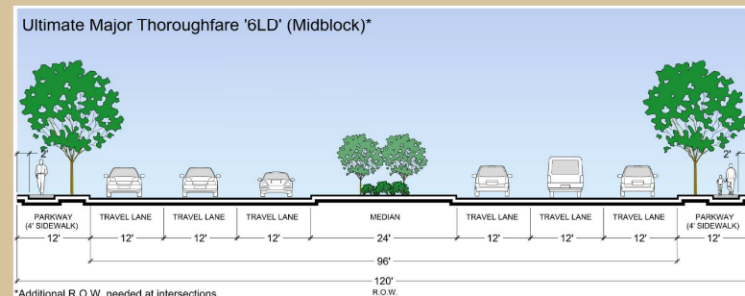 Ultimate Major Thoroughfare '6LD' (Midblock)*
2' 2'
PARKWAY TRAVEL LANE TRAVEL LANE TRAVEL LANE MEDIAN TRAVEL LANE TRAVEL LANE TRAVEL LANE PARKWAY
(4' SIDEWALK) (4' SIDEWALK)
12' 12' 12' 12' 24' 12' 12' 12' 12'
96'
120'
*Additional R.O.W. needed at intersections R.O.W.